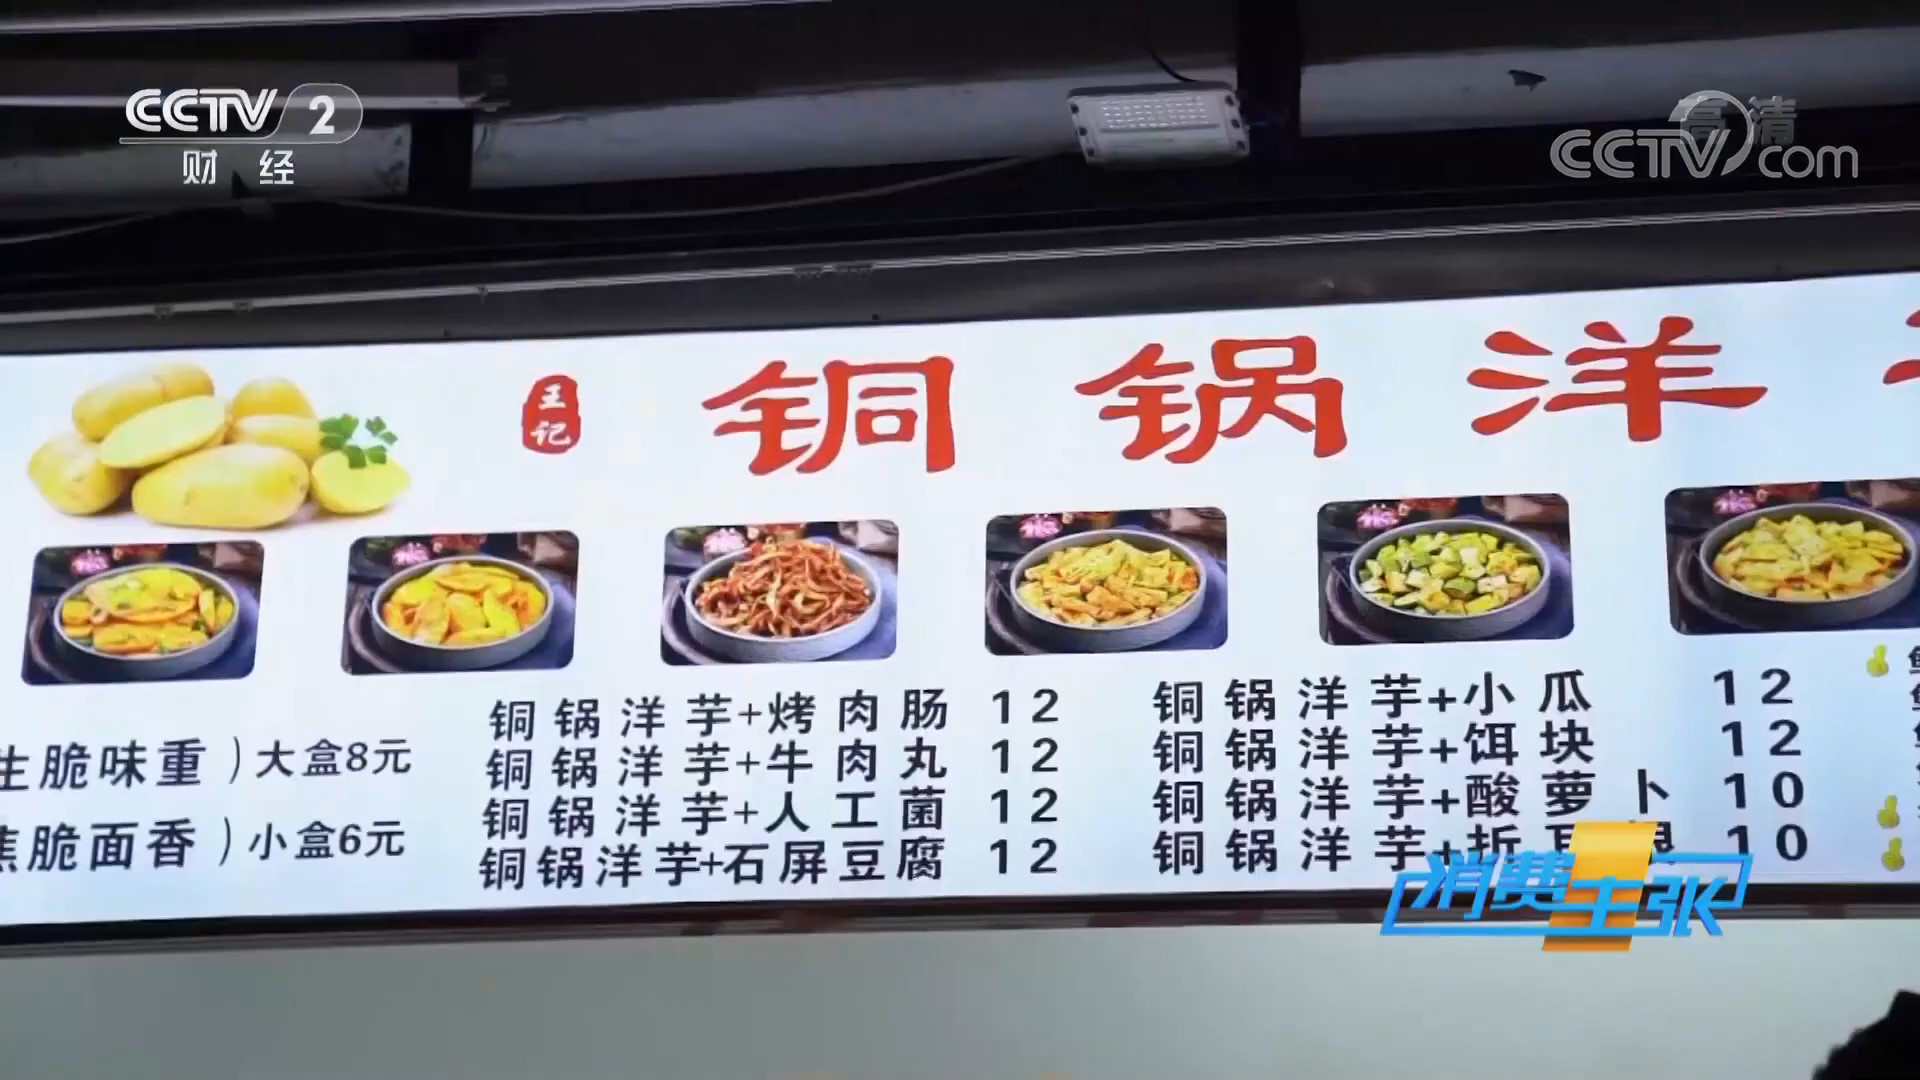 CCTV 2
财经
高清
CCTV.com
王记
铜锅洋
生脆味重）大盒8元
焦脆面香）小盒6元
铜锅洋芋+烤肉肠 12
铜锅洋芋+牛肉丸 12
铜锅洋芋+人工菌 12
铜锅洋芋+石屏豆腐 12
铜锅洋芋+小瓜 12
铜锅洋芋+饵块 12
铜锅洋芋+酸萝卜 10
铜锅洋芋+折耳根 10
消费主张